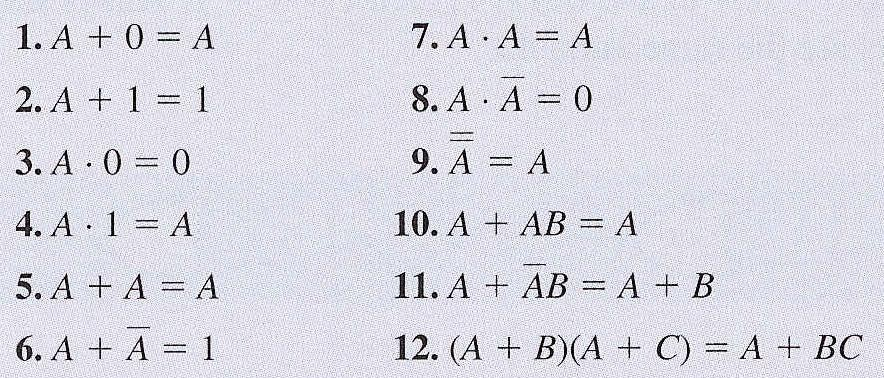 1. A + 0 = A
2. A + 1 = 1
3. A · 0 = 0
4. A · 1 = A
5. A + A = A
6. A + A̅ = 1
7. A · A = A
8. A · A̅ = 0
9. A̿ = A
10. A + AB = A
11. A + A̅B = A + B
12. (A + B)(A + C) = A + BC